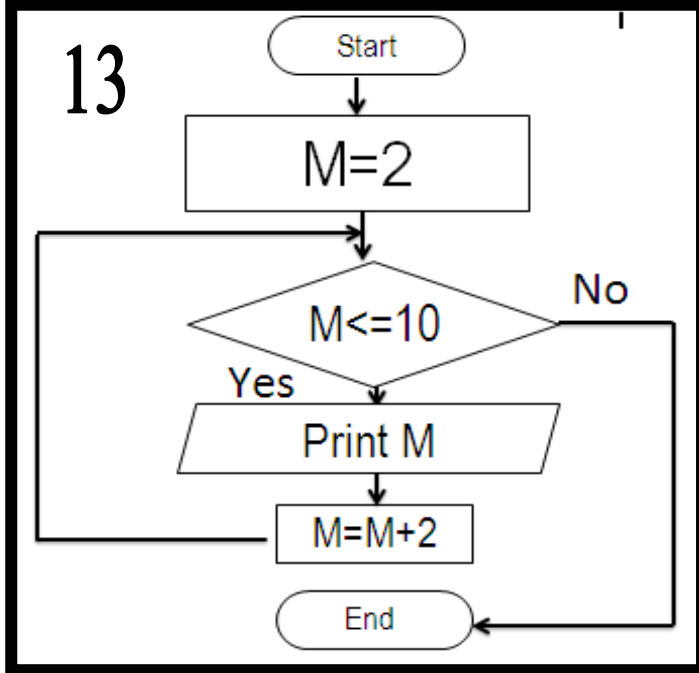 13
Start
M=2
M<=10
No
Yes
Print M
M=M+2
End